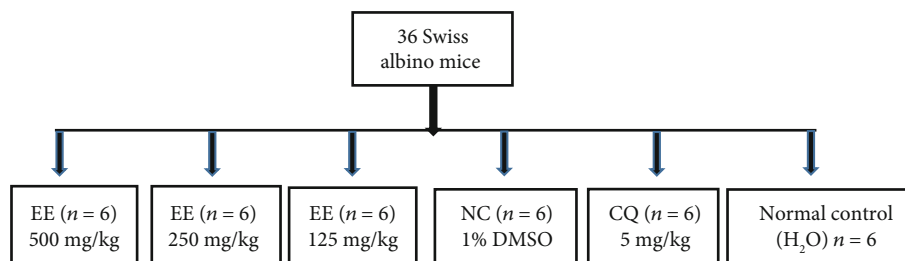 36 Swiss
albino mice
EE (n = 6)
500 mg/kg
EE (n = 6)
250 mg/kg
EE (n = 6)
125 mg/kg
NC (n = 6)
1% DMSO
CQ (n = 6)
5 mg/kg
Normal control
(H₂O) n = 6